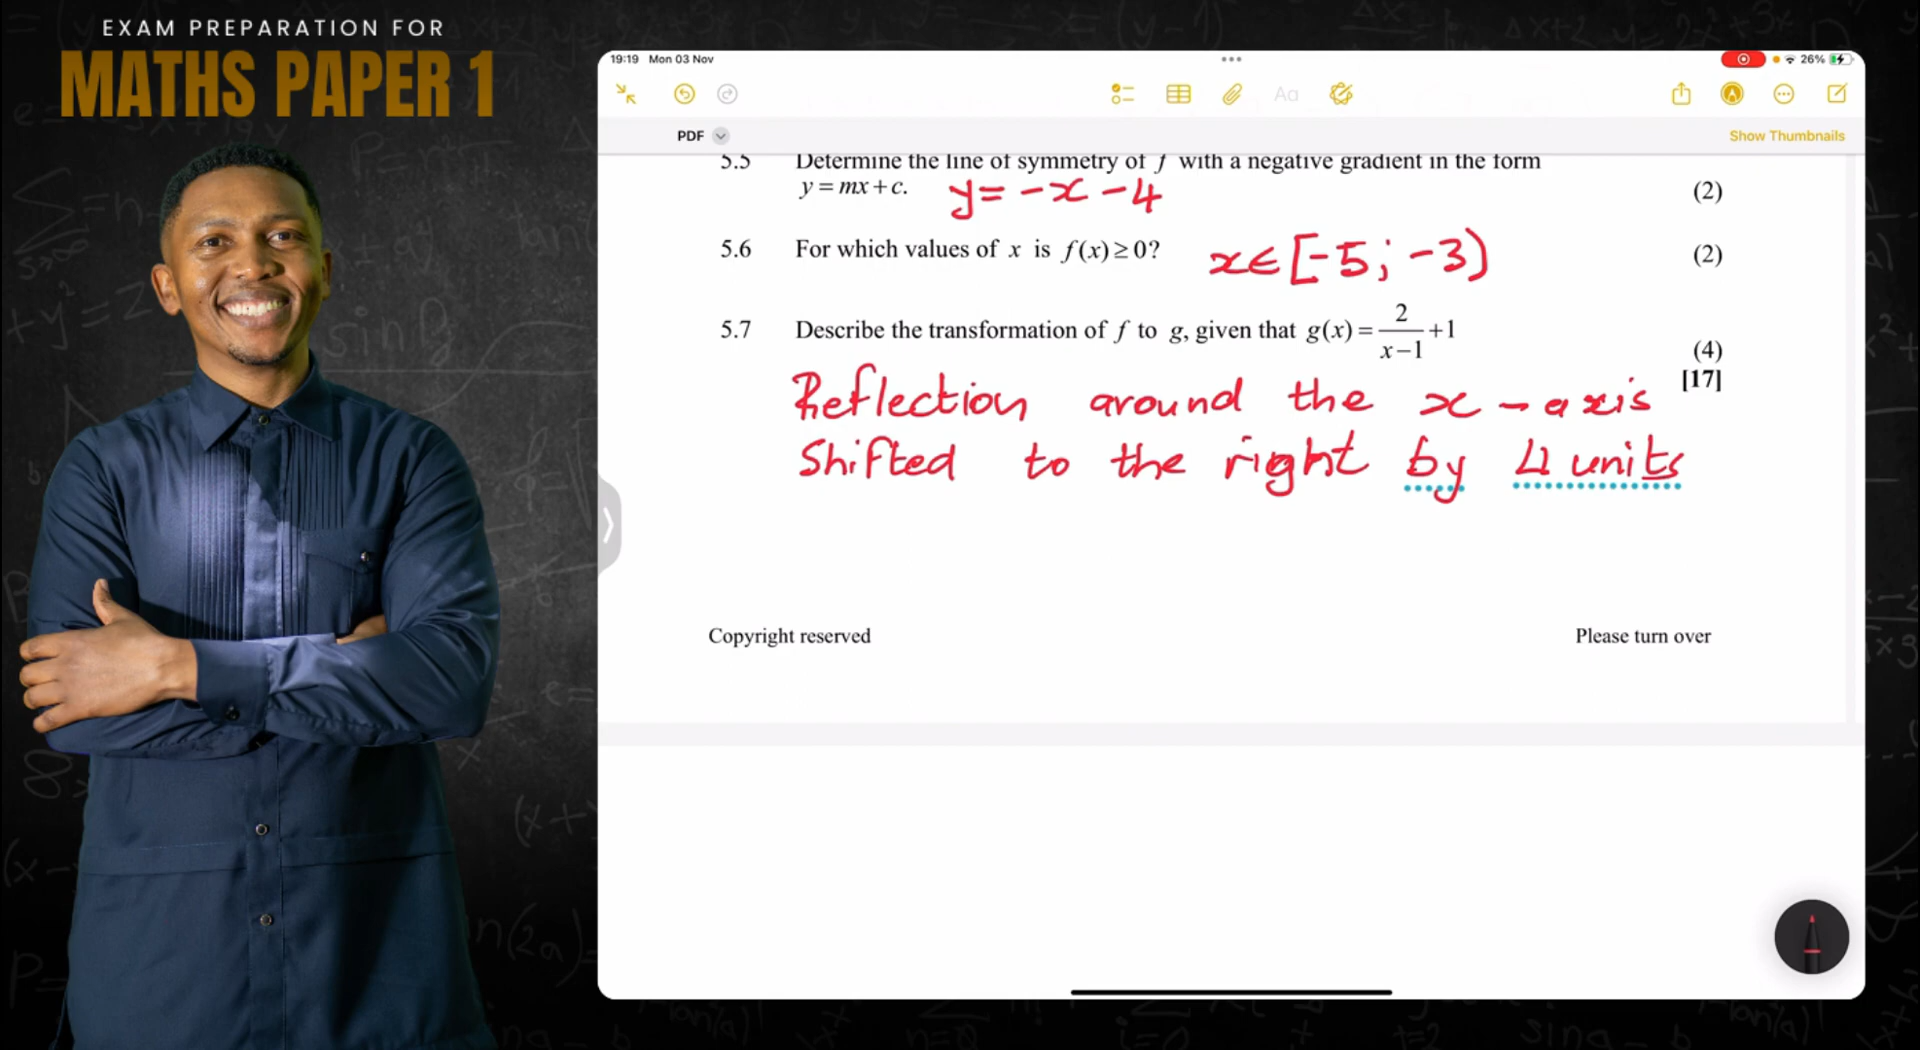 EXAM PREPARATION FOR
MATHS PAPER 1
19:19 Mon 03 Nov
26%
Aa
PDF
Show Thumbnails
5.5 Determine the line of symmetry of f with a negative gradient in the form
y = mx + c. y = -x - 4 (2)
5.6 For which values of x is f(x) ≥ 0? x ∈ [-5; -3) (2)
5.7 Describe the transformation of f to g, given that g(x) = 2/(x-1) + 1 (4)
[17]
Reflection around the x-axis
Shifted to the right by 4 units
Copyright reserved Please turn over